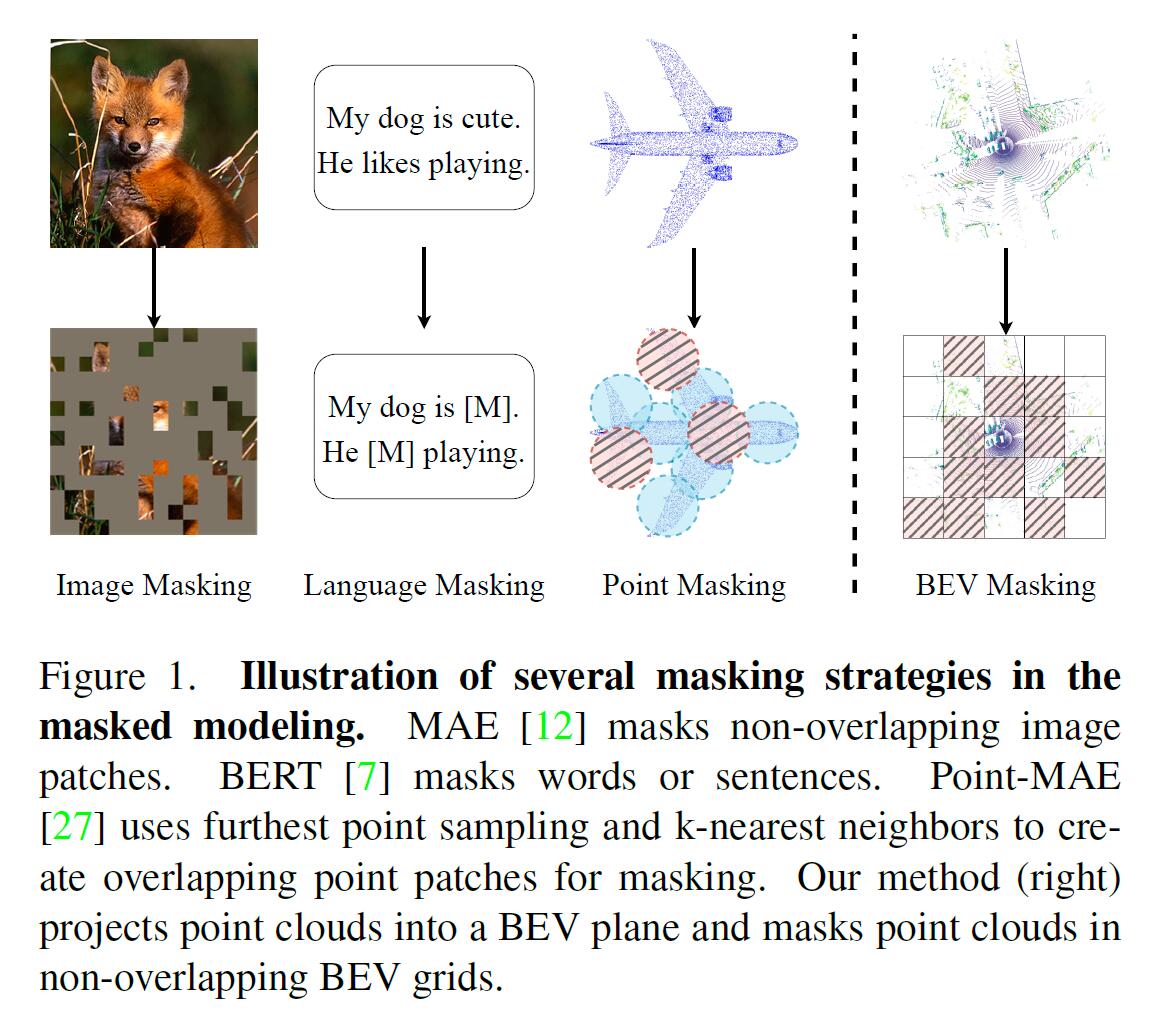 My dog is cute.
He likes playing.
My dog is [M].
He [M] playing.
Image Masking
Language Masking
Point Masking
BEV Masking
Figure 1. Illustration of several masking strategies in the
masked modeling. MAE [12] masks non-overlapping image
patches. BERT [7] masks words or sentences. Point-MAE
[27] uses furthest point sampling and k-nearest neighbors to cre-
ate overlapping point patches for masking. Our method (right)
projects point clouds into a BEV plane and masks point clouds in
non-overlapping BEV grids.